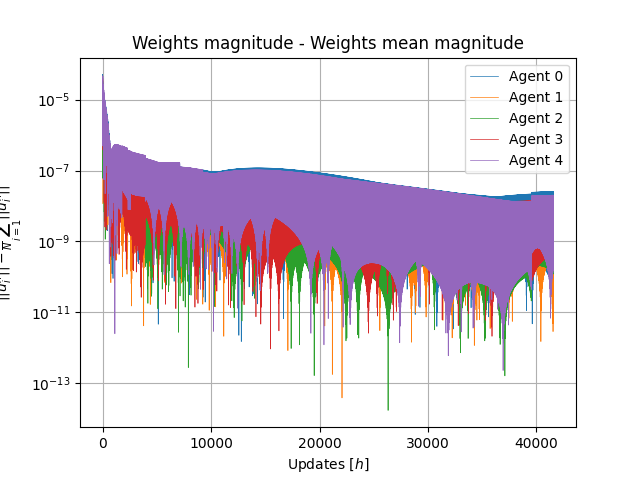 Weights magnitude - Weights mean magnitude
Agent 0
Agent 1
Agent 2
Agent 3
Agent 4
10⁻⁵
10⁻⁷
10⁻⁹
10⁻¹¹
10⁻¹³
0 10000 20000 30000 40000
Updates [h]